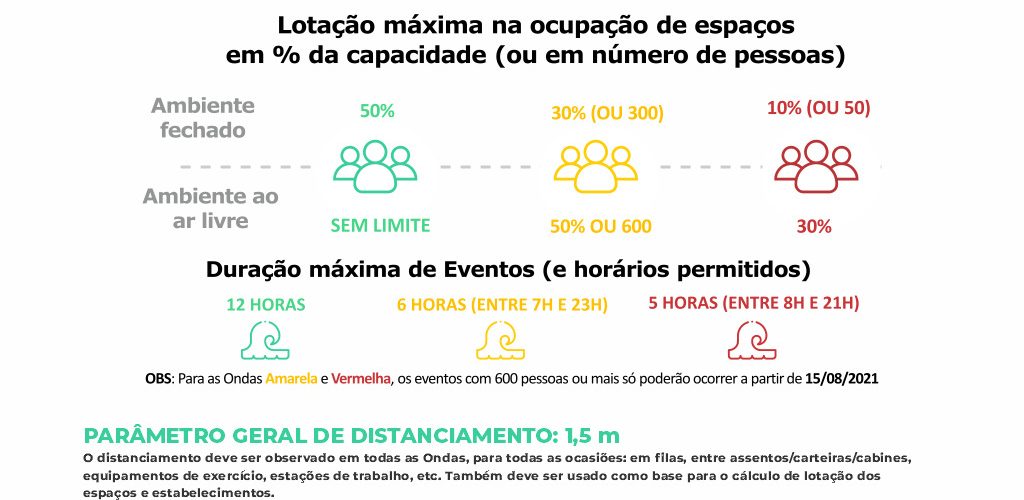 Lotação máxima na ocupação de espaços
em % da capacidade (ou em número de pessoas)
Ambiente
fechado
50%
30% (OU 300)
10% (OU 50)
Ambiente ao
ar livre
SEM LIMITE
50% OU 600
30%
Duração máxima de Eventos (e horários permitidos)
12 HORAS
6 HORAS (ENTRE 7H E 23H)
5 HORAS (ENTRE 8H E 21H)
OBS: Para as Ondas Amarela e Vermelha, os eventos com 600 pessoas ou mais só poderão ocorrer a partir de 15/08/2021
PARÂMETRO GERAL DE DISTANCIAMENTO: 1,5 m
O distanciamento deve ser observado em todas as Ondas, para todas as ocasiões: em filas, entre assentos/carteiras/cabines,
equipamentos de exercício, estações de trabalho, etc. Também deve ser usado como base para o cálculo de lotação dos
espaços e estabelecimentos.